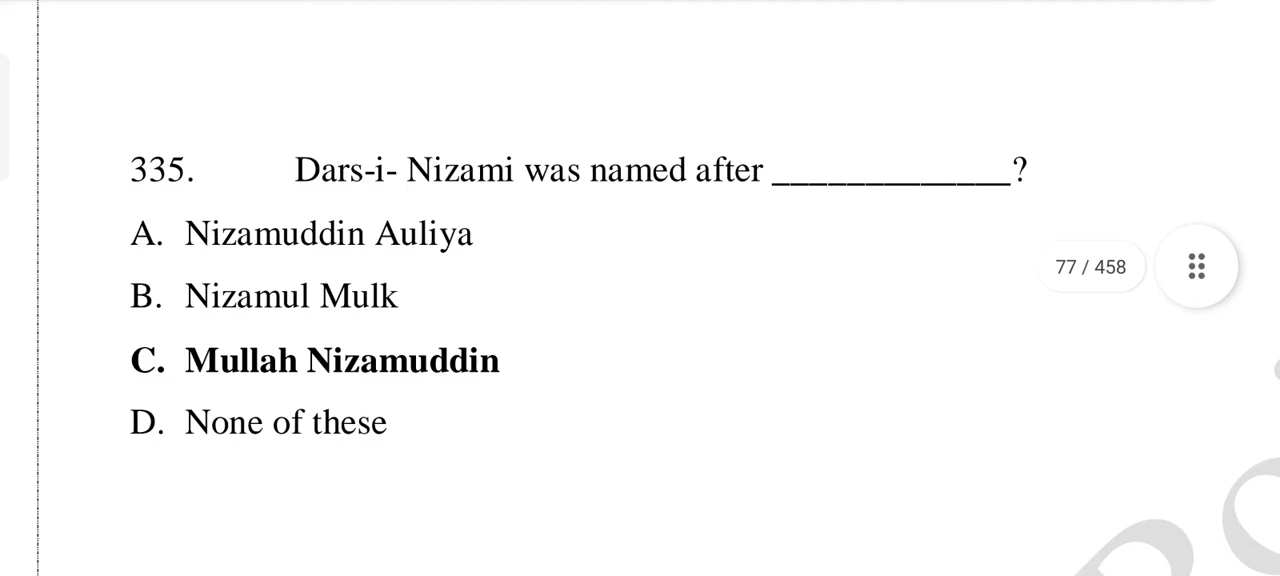 335. Dars-i- Nizami was named after _____________?
A. Nizamuddin Auliya
77 / 458
B. Nizamul Mulk
C. Mullah Nizamuddin
D. None of these